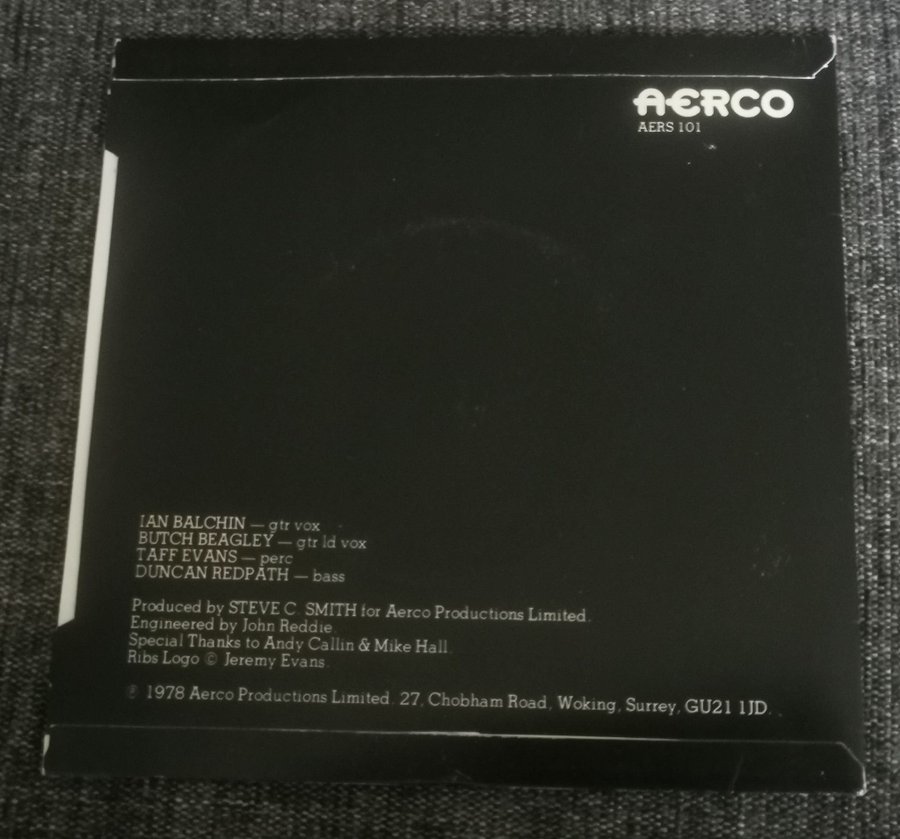 AERCO
AERS 101
IAN BALCHIN — gtr vox
BUTCH BEAGLEY — gtr ld vox
TAFF EVANS — perc
DUNCAN REDPATH — bass
Produced by STEVE C. SMITH for Aerco Productions Limited.
Engineered by John Reddie.
Special Thanks to Andy Callin & Mike Hall.
Ribs Logo © Jeremy Evans.
℗ 1978 Aerco Productions Limited. 27, Chobham Road, Woking, Surrey, GU21 1JD.